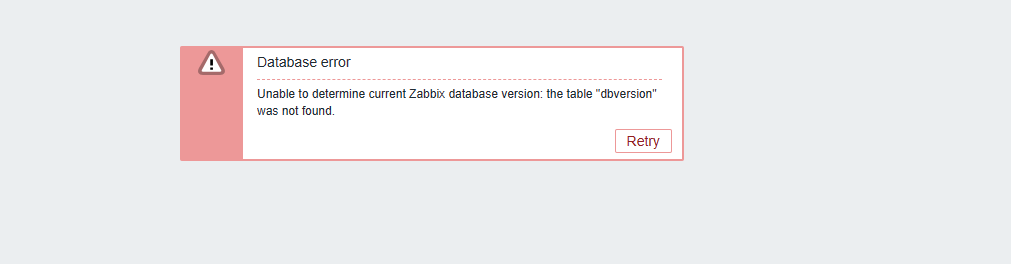 Database error
Unable to determine current Zabbix database version: the table "dbversion"
was not found.
Retry